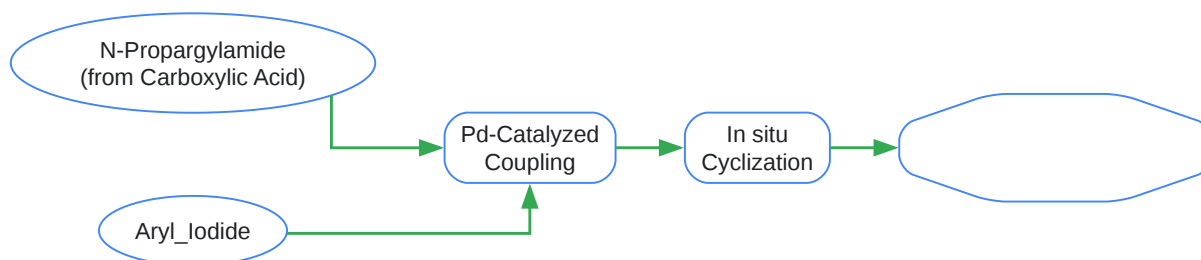 N-Propargylamide
(from Carboxylic Acid)
Pd-Catalyzed
Coupling
In situ
Cyclization
Aryl_Iodide